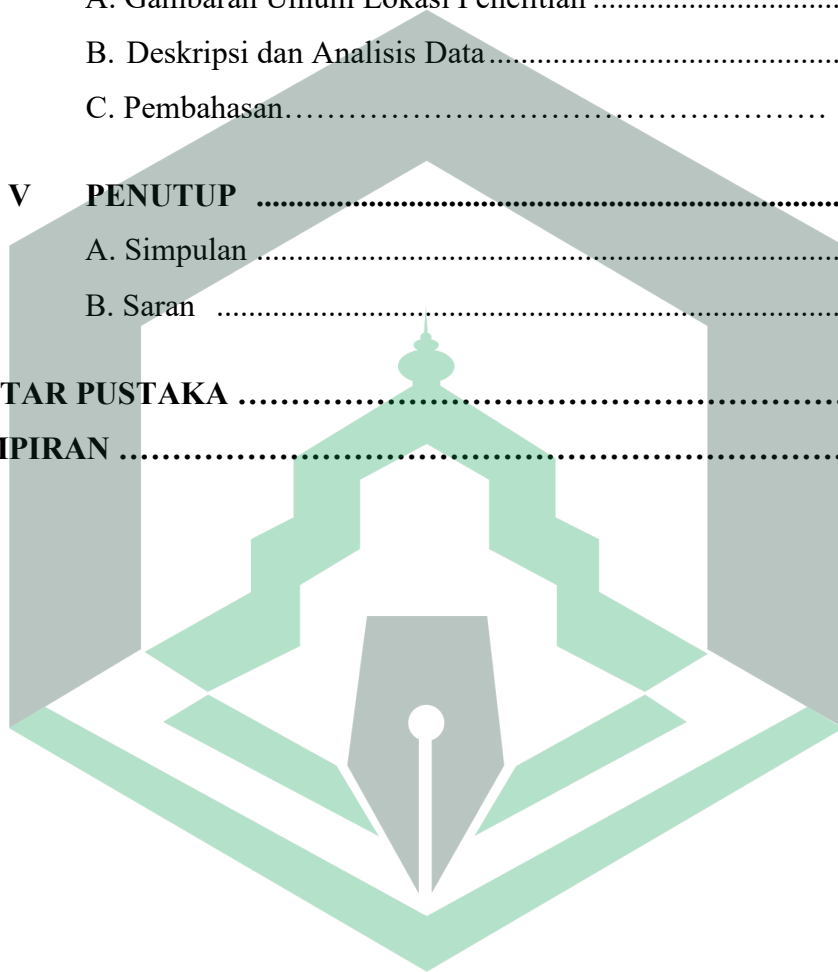 A. Gambaran Umum Lokasi Penelitian ...............................
B. Deskripsi dan Analisis Data.............................................
C. Pembahasan……………………………………………
V PENUTUP ..........................................................................
A. Simpulan ..........................................................................
B. Saran ...............................................................................
TAR PUSTAKA ……………………………………………………
IPIRAN ………………………………………………………………